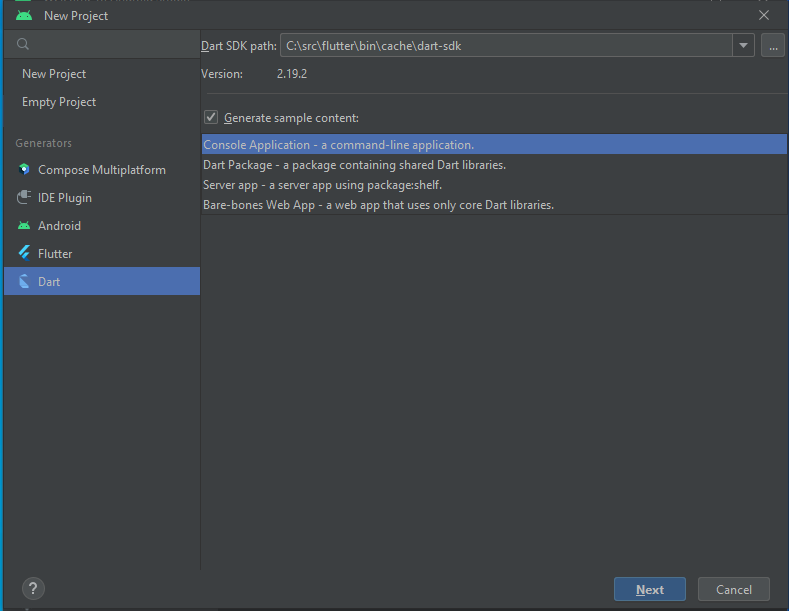 New Project
Dart SDK path: C:\src\flutter\bin\cache\dart-sdk ...
New Project
Version: 2.19.2
Empty Project
Generate sample content:
Generators
Console Application - a command-line application.
Compose Multiplatform
Dart Package - a package containing shared Dart libraries.
IDE Plugin
Server app - a server app using package:shelf.
Android
Bare-bones Web App - a web app that uses only core Dart libraries.
Flutter
Dart
?
Next
Cancel